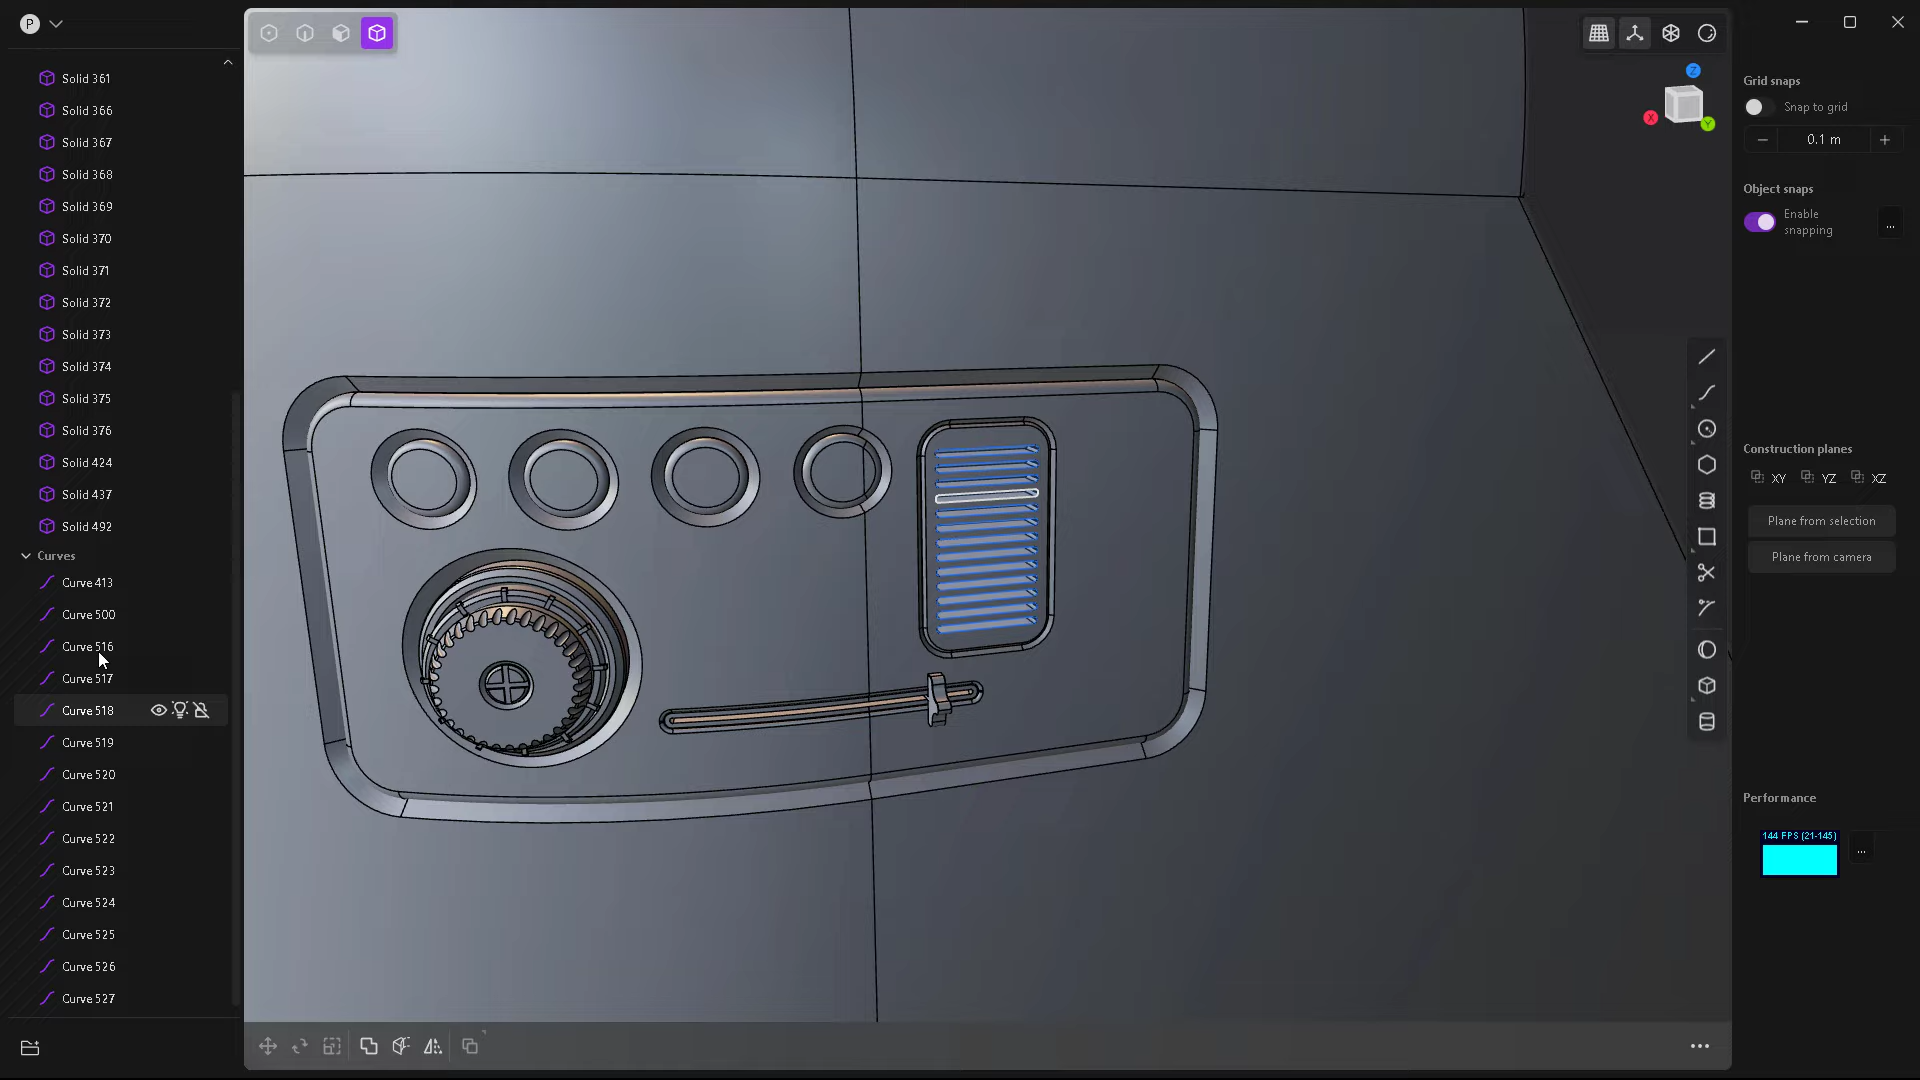 P
Solid 361
Solid 366
Solid 367
Solid 368
Solid 369
Solid 370
Solid 371
Solid 372
Solid 373
Solid 374
Solid 375
Solid 376
Solid 424
Solid 437
Solid 492
Curves
Curve 413
Curve 500
Curve 516
Curve 517
Curve 518
Curve 519
Curve 520
Curve 521
Curve 522
Curve 523
Curve 524
Curve 525
Curve 526
Curve 527
Z
X
Y
Grid snaps
Snap to grid
0.1 m
Object snaps
Enable
snapping
...
Construction planes
XY
YZ
XZ
Plane from selection
Plane from camera
Performance
144 FPS (21-145)
...